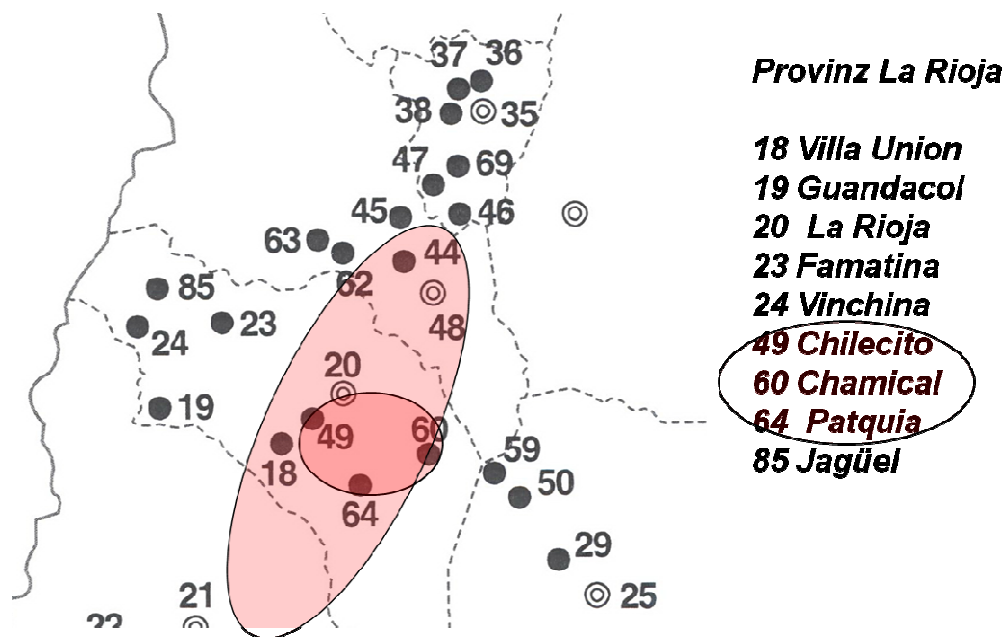 37 36
38 35
47 69
45 46
63 44
62
85 48
24 23
20
19
49 60
18 59
64 50
29
21 25
22
Provinz La Rioja
18 Villa Union
19 Guandacol
20 La Rioja
23 Famatina
24 Vinchina
49 Chilecito
60 Chamical
64 Patquia
85 Jagüel